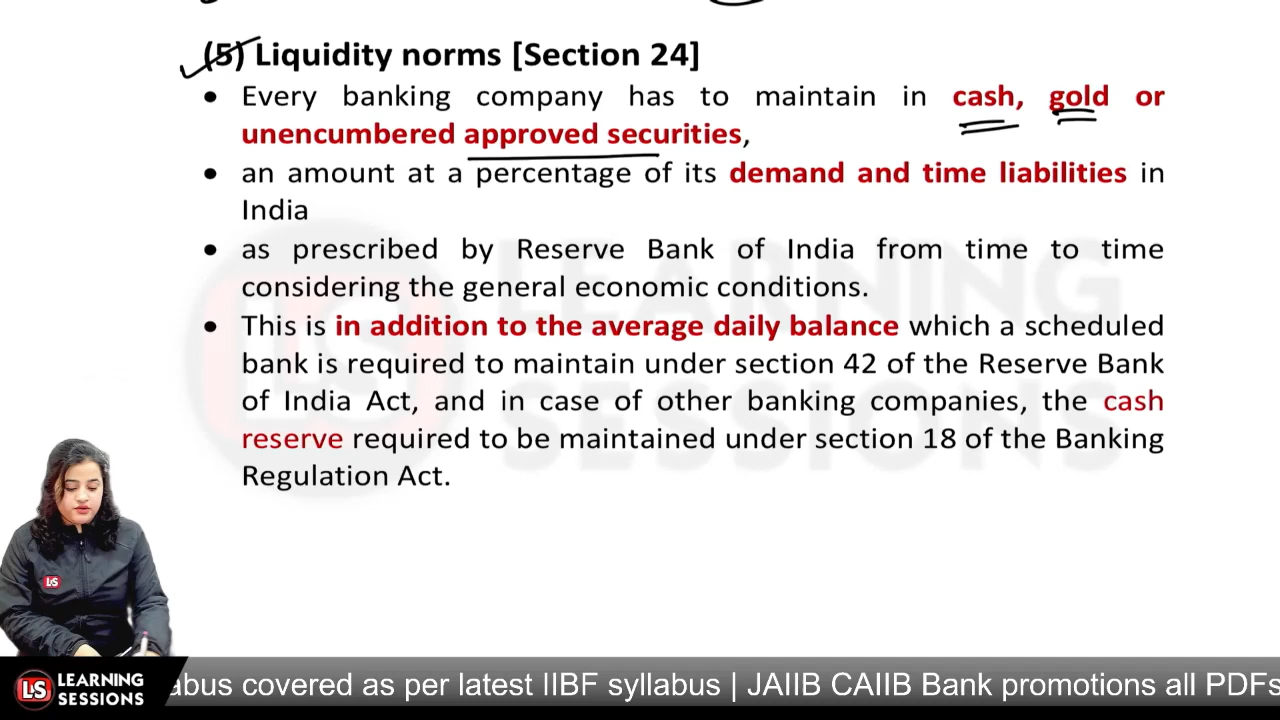 (5) Liquidity norms [Section 24]
• Every banking company has to maintain in cash, gold or
unencumbered approved securities,
• an amount at a percentage of its demand and time liabilities in
India
• as prescribed by Reserve Bank of India from time to time
considering the general economic conditions.
• This is in addition to the average daily balance which a scheduled
bank is required to maintain under section 42 of the Reserve Bank
of India Act, and in case of other banking companies, the cash
reserve required to be maintained under section 18 of the Banking
Regulation Act.
LS LEARNING SESSIONS
LS
LS LEARNING
SESSIONS
abus covered as per latest IIBF syllabus | JAIIB CAIIB Bank promotions all PDFs